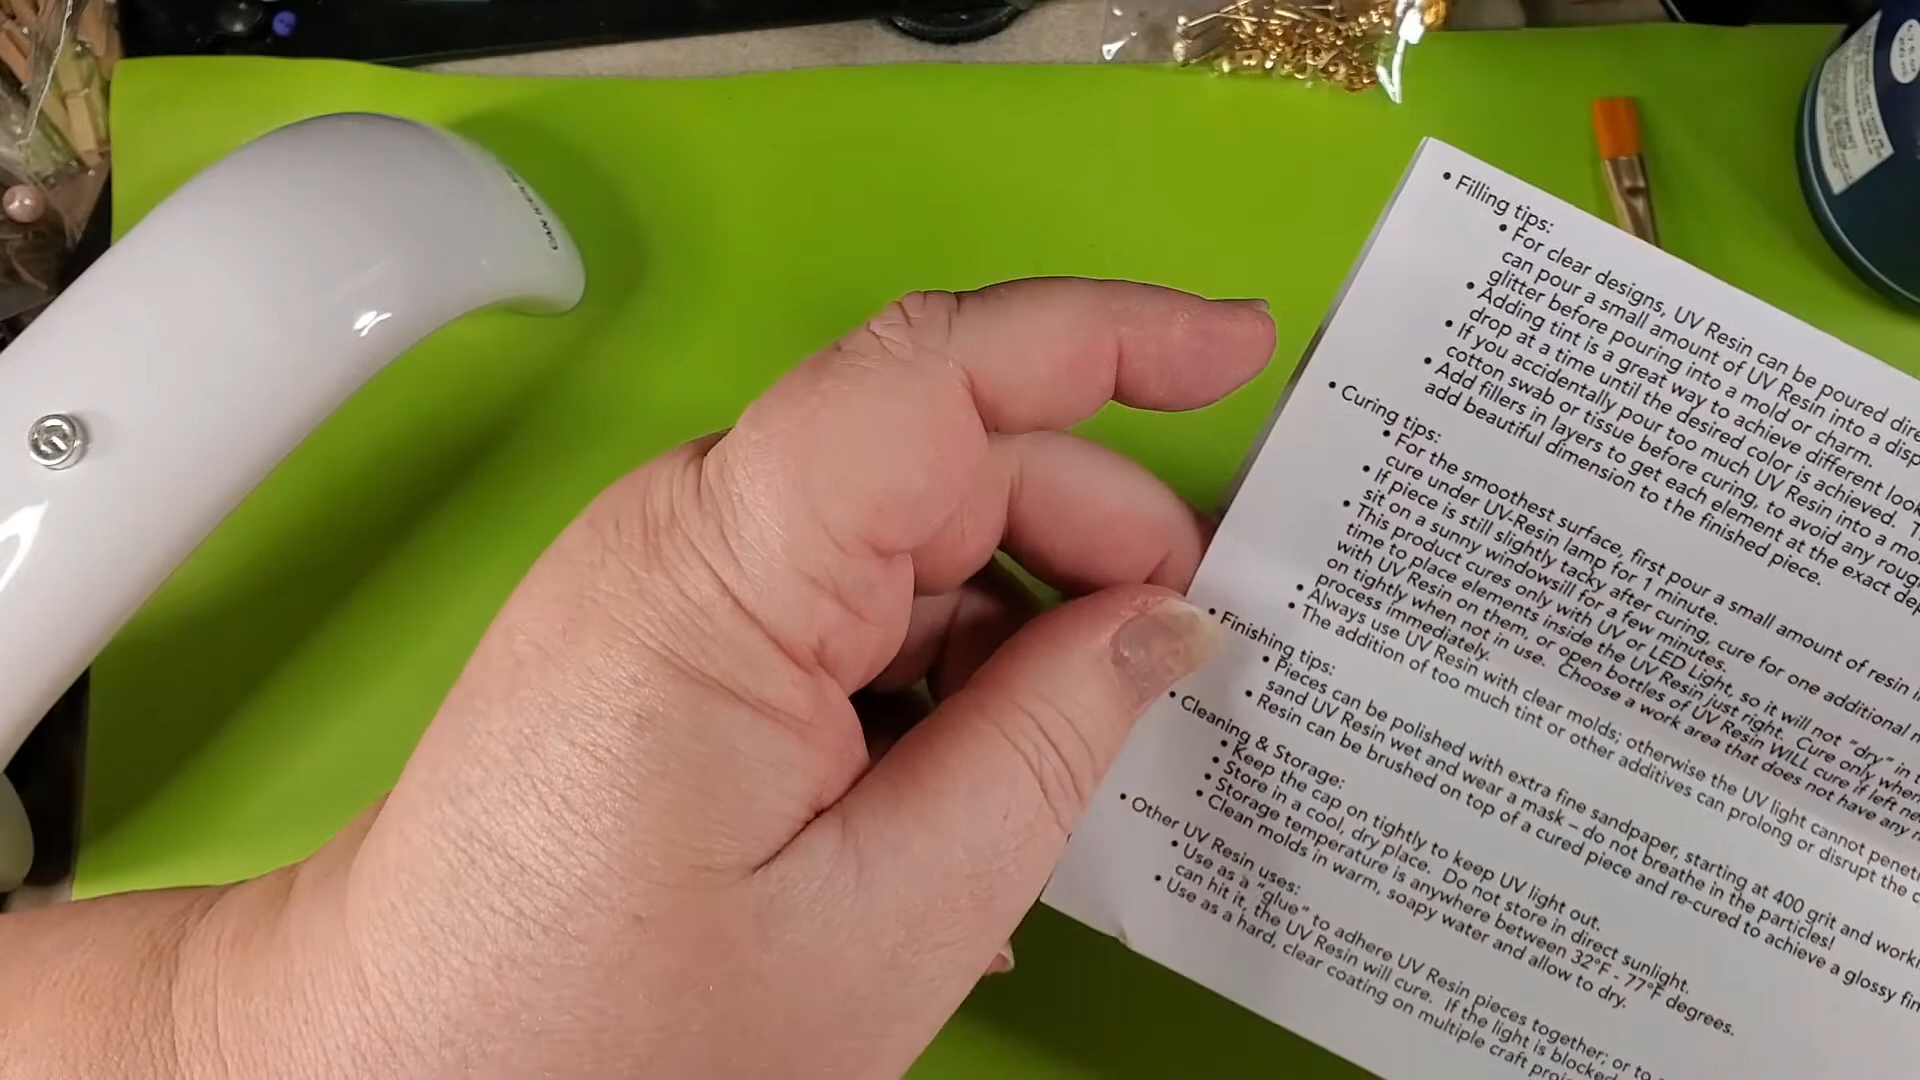 • Filling tips:
• For clear designs, UV Resin can be poured
can pour a small amount of UV Resin into a
glitter before pouring into a mold or charm.
• Adding tint is a great way to achieve different
drop at a time until the desired color is achieved.
• If you accidentally pour too much UV Resin into a
cotton swab or tissue before curing, to avoid any
• Add fillers in layers to get each element at the exact
add beautiful dimension to the finished piece.
• Curing tips:
• For the smoothest surface, first pour a small amount of resin
cure under UV-Resin lamp for 1 minute.
• If piece is still slightly tacky after curing, cure for one additional
sit on a sunny windowsill for a few minutes.
• This product cures only with UV or LED Light, so it will not "dry" in
time to place elements inside the UV Resin just right. Cure only
with UV Resin on them, or open bottles of UV Resin WILL cure if left
on tightly when not in use. Choose a work area that does not have any
process immediately.
• Always use UV Resin with clear molds; otherwise the UV light cannot
• The addition of too much tint or other additives can prolong or disrupt the
• Finishing tips:
• Pieces can be polished with extra fine sandpaper, starting at 400 grit and
sand UV Resin wet and wear a mask – do not breathe in the particles!
• Resin can be brushed on top of a cured piece and re-cured to achieve a glossy
• Cleaning & Storage:
• Keep the cap on tightly to keep UV light out.
• Store in a cool, dry place. Do not store in direct sunlight.
• Storage temperature is anywhere between 32°F - 77°F degrees.
• Clean molds in warm, soapy water and allow to dry.
• Other UV Resin uses:
• Use as a "glue" to adhere UV Resin pieces together; or to
can hit it, the UV Resin will cure. If the light is blocked
• Use as a hard, clear coating on multiple craft